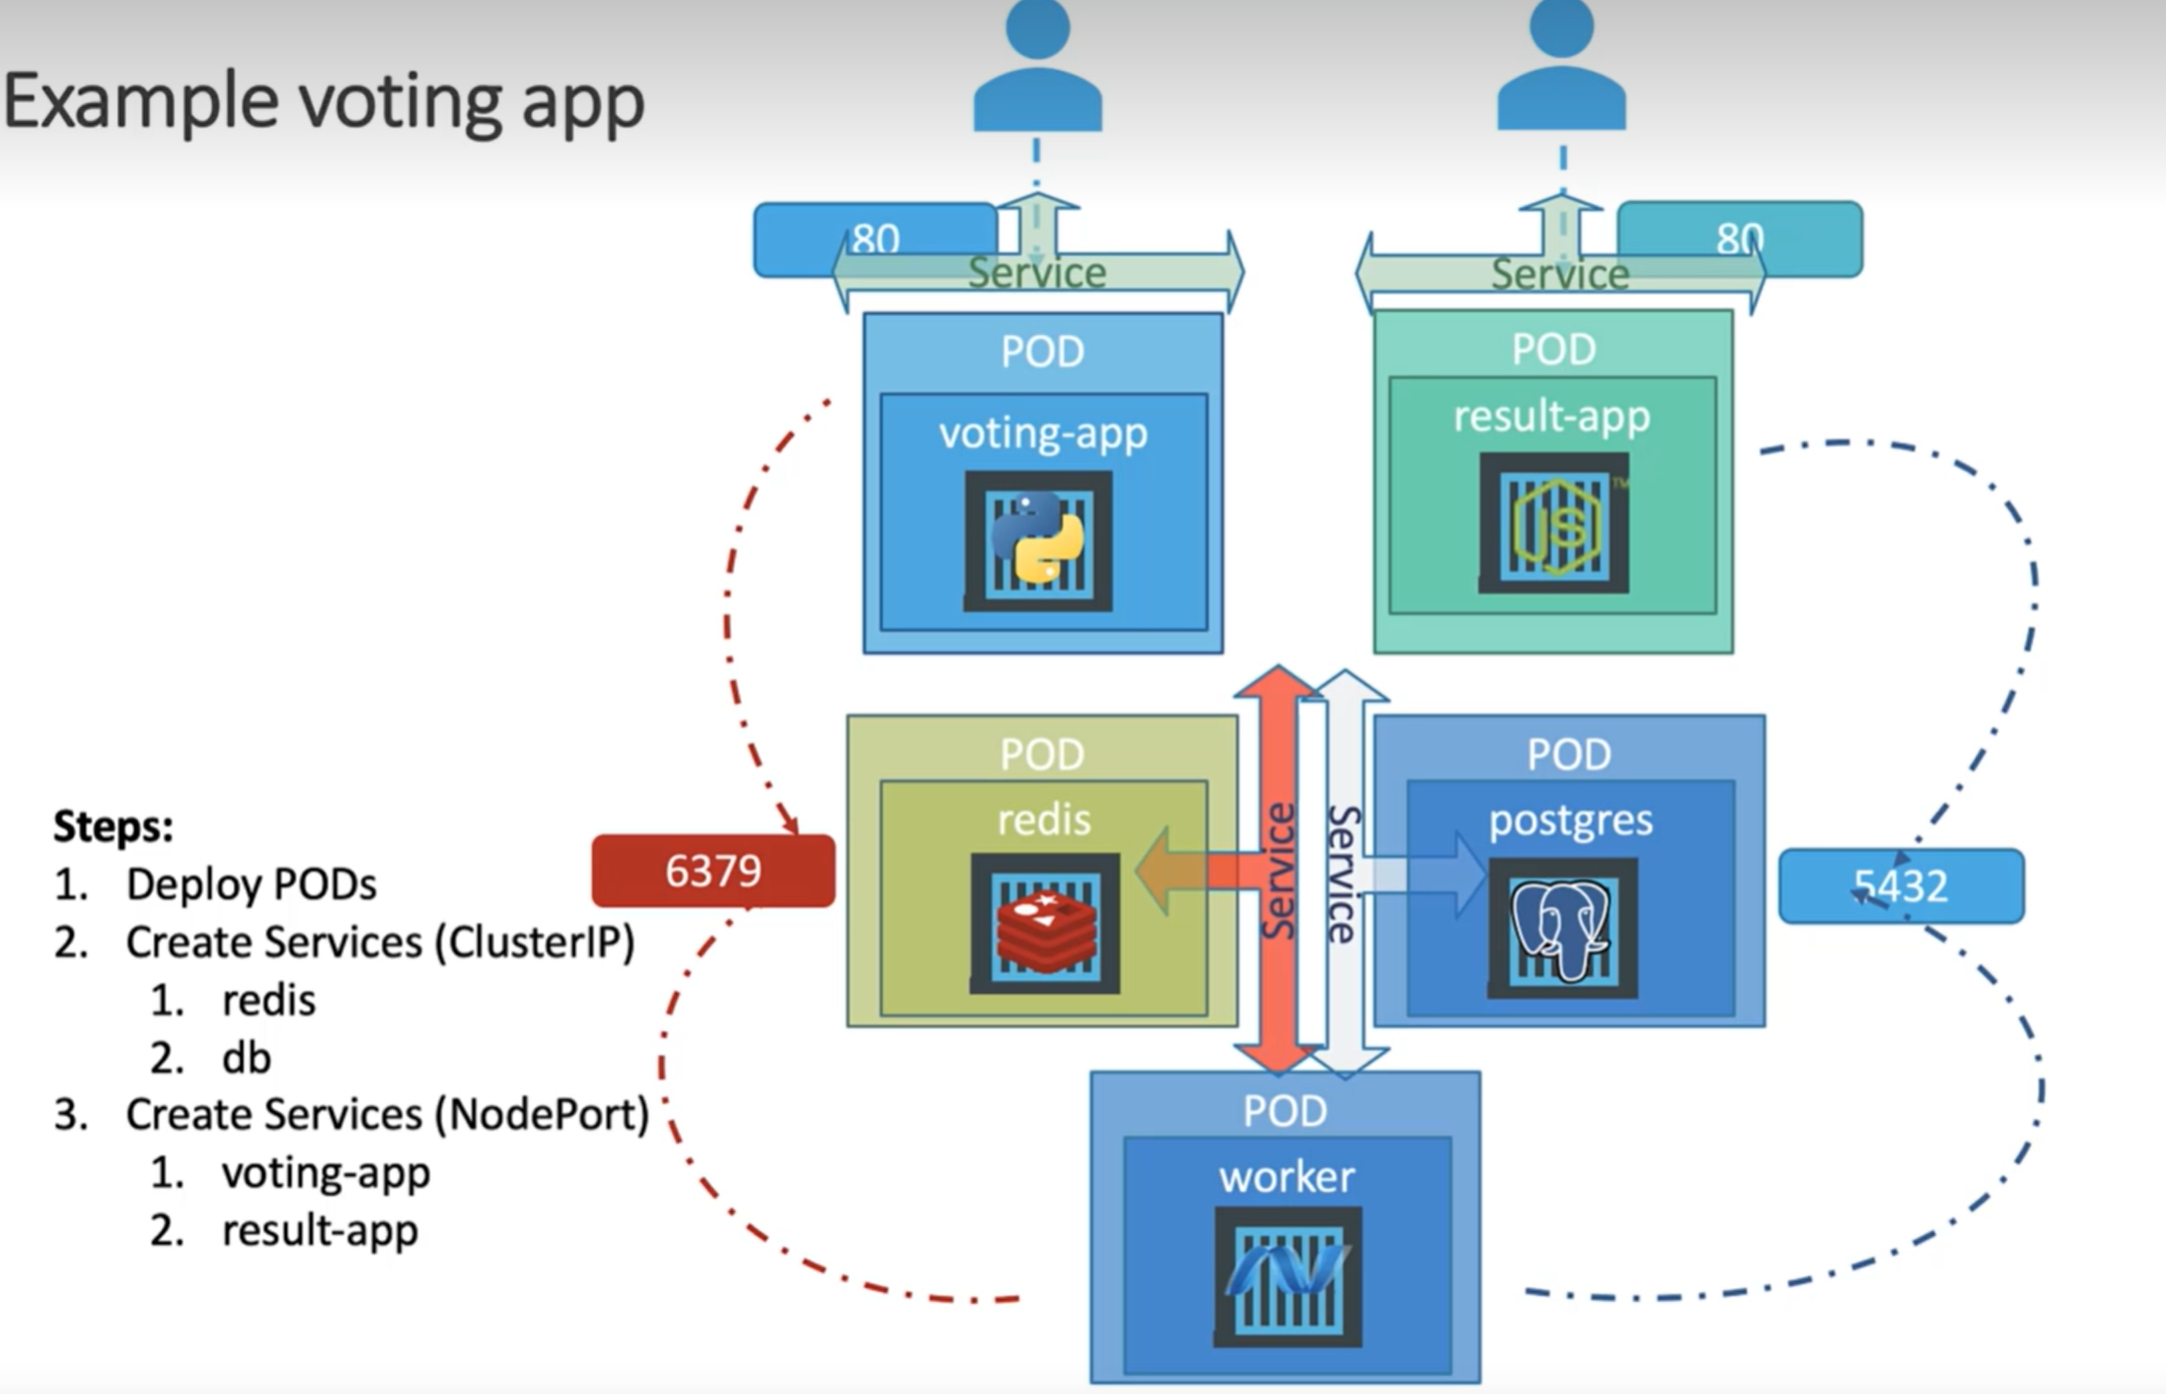 Example voting app
80
Service
80
Service
POD
voting-app
POD
result-app
TM
JS
POD
redis
Service
Service
POD
postgres
6379
5432
Steps:
1. Deploy PODs
2. Create Services (ClusterIP)
1. redis
2. db
3. Create Services (NodePort)
1. voting-app
2. result-app
POD
worker